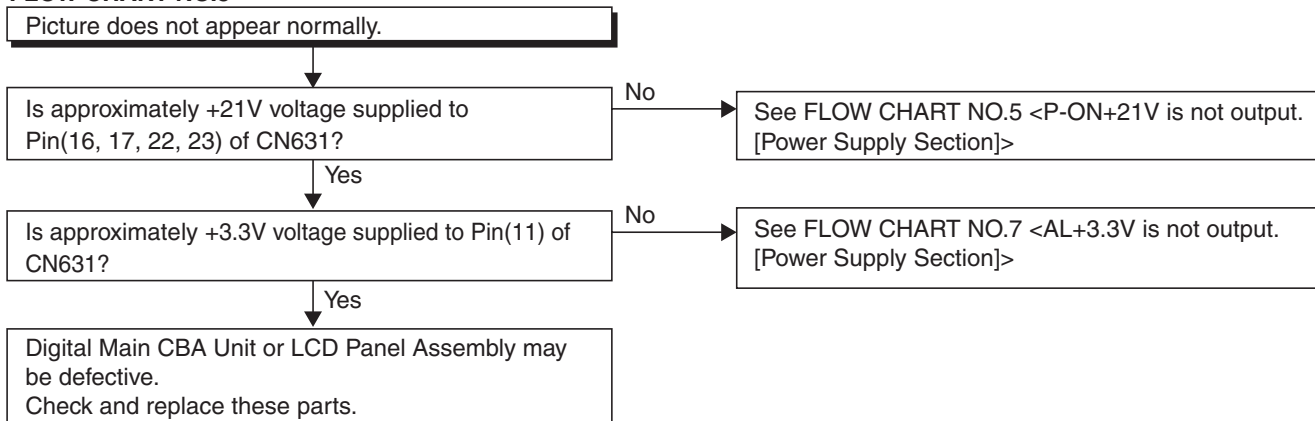 Picture does not appear normally.
Is approximately +21V voltage supplied to
Pin(16, 17, 22, 23) of CN631?
No
See FLOW CHART NO.5 <P-ON+21V is not output.
[Power Supply Section]>
Yes
Is approximately +3.3V voltage supplied to Pin(11) of
CN631?
No
See FLOW CHART NO.7 <AL+3.3V is not output.
[Power Supply Section]>
Yes
Digital Main CBA Unit or LCD Panel Assembly may
be defective.
Check and replace these parts.